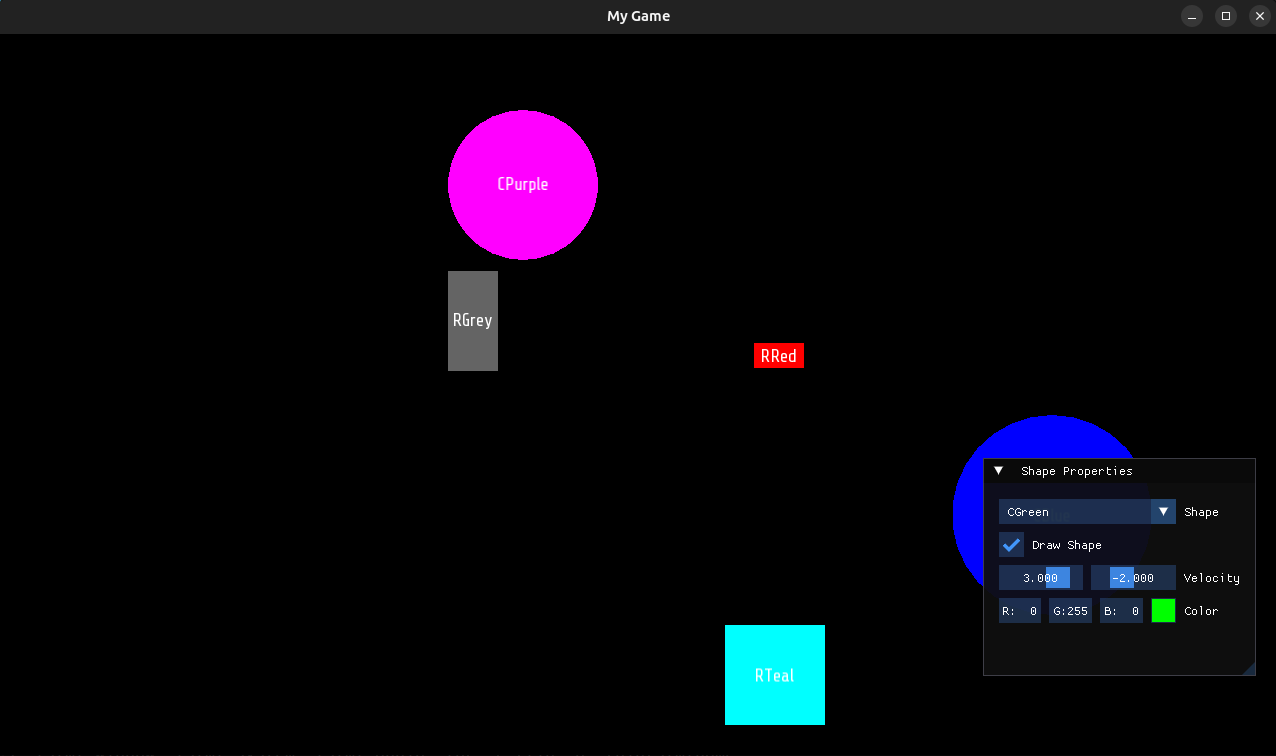 My Game
CPurple
RGrey
RRed
Shape Properties
CGreen Shape
Draw Shape
3.000 -2.000 Velocity
R: 0 G:255 B: 0 Color
RTeal